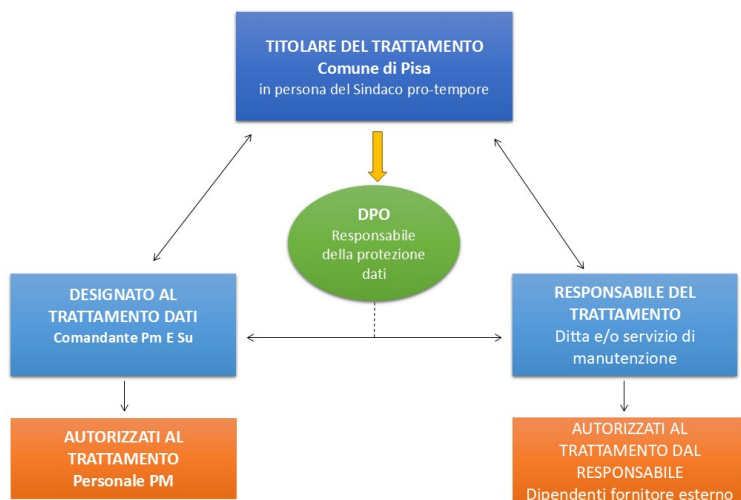 TITOLARE DEL TRATTAMENTO
Comune di Pisa
in persona del Sindaco pro-tempore
DPO
Responsabile
della protezione
dati
DESIGNATO AL
TRATTAMENTO DATI
Comandante Pm E Su
RESPONSABILE DEL
TRATTAMENTO
Ditta e/o servizio di
manutenzione
AUTORIZZATI AL
TRATTAMENTO
Personale PM
AUTORIZZATI AL
TRATTAMENTO DAL
RESPONSABILE
Dipendenti fornitore esterno